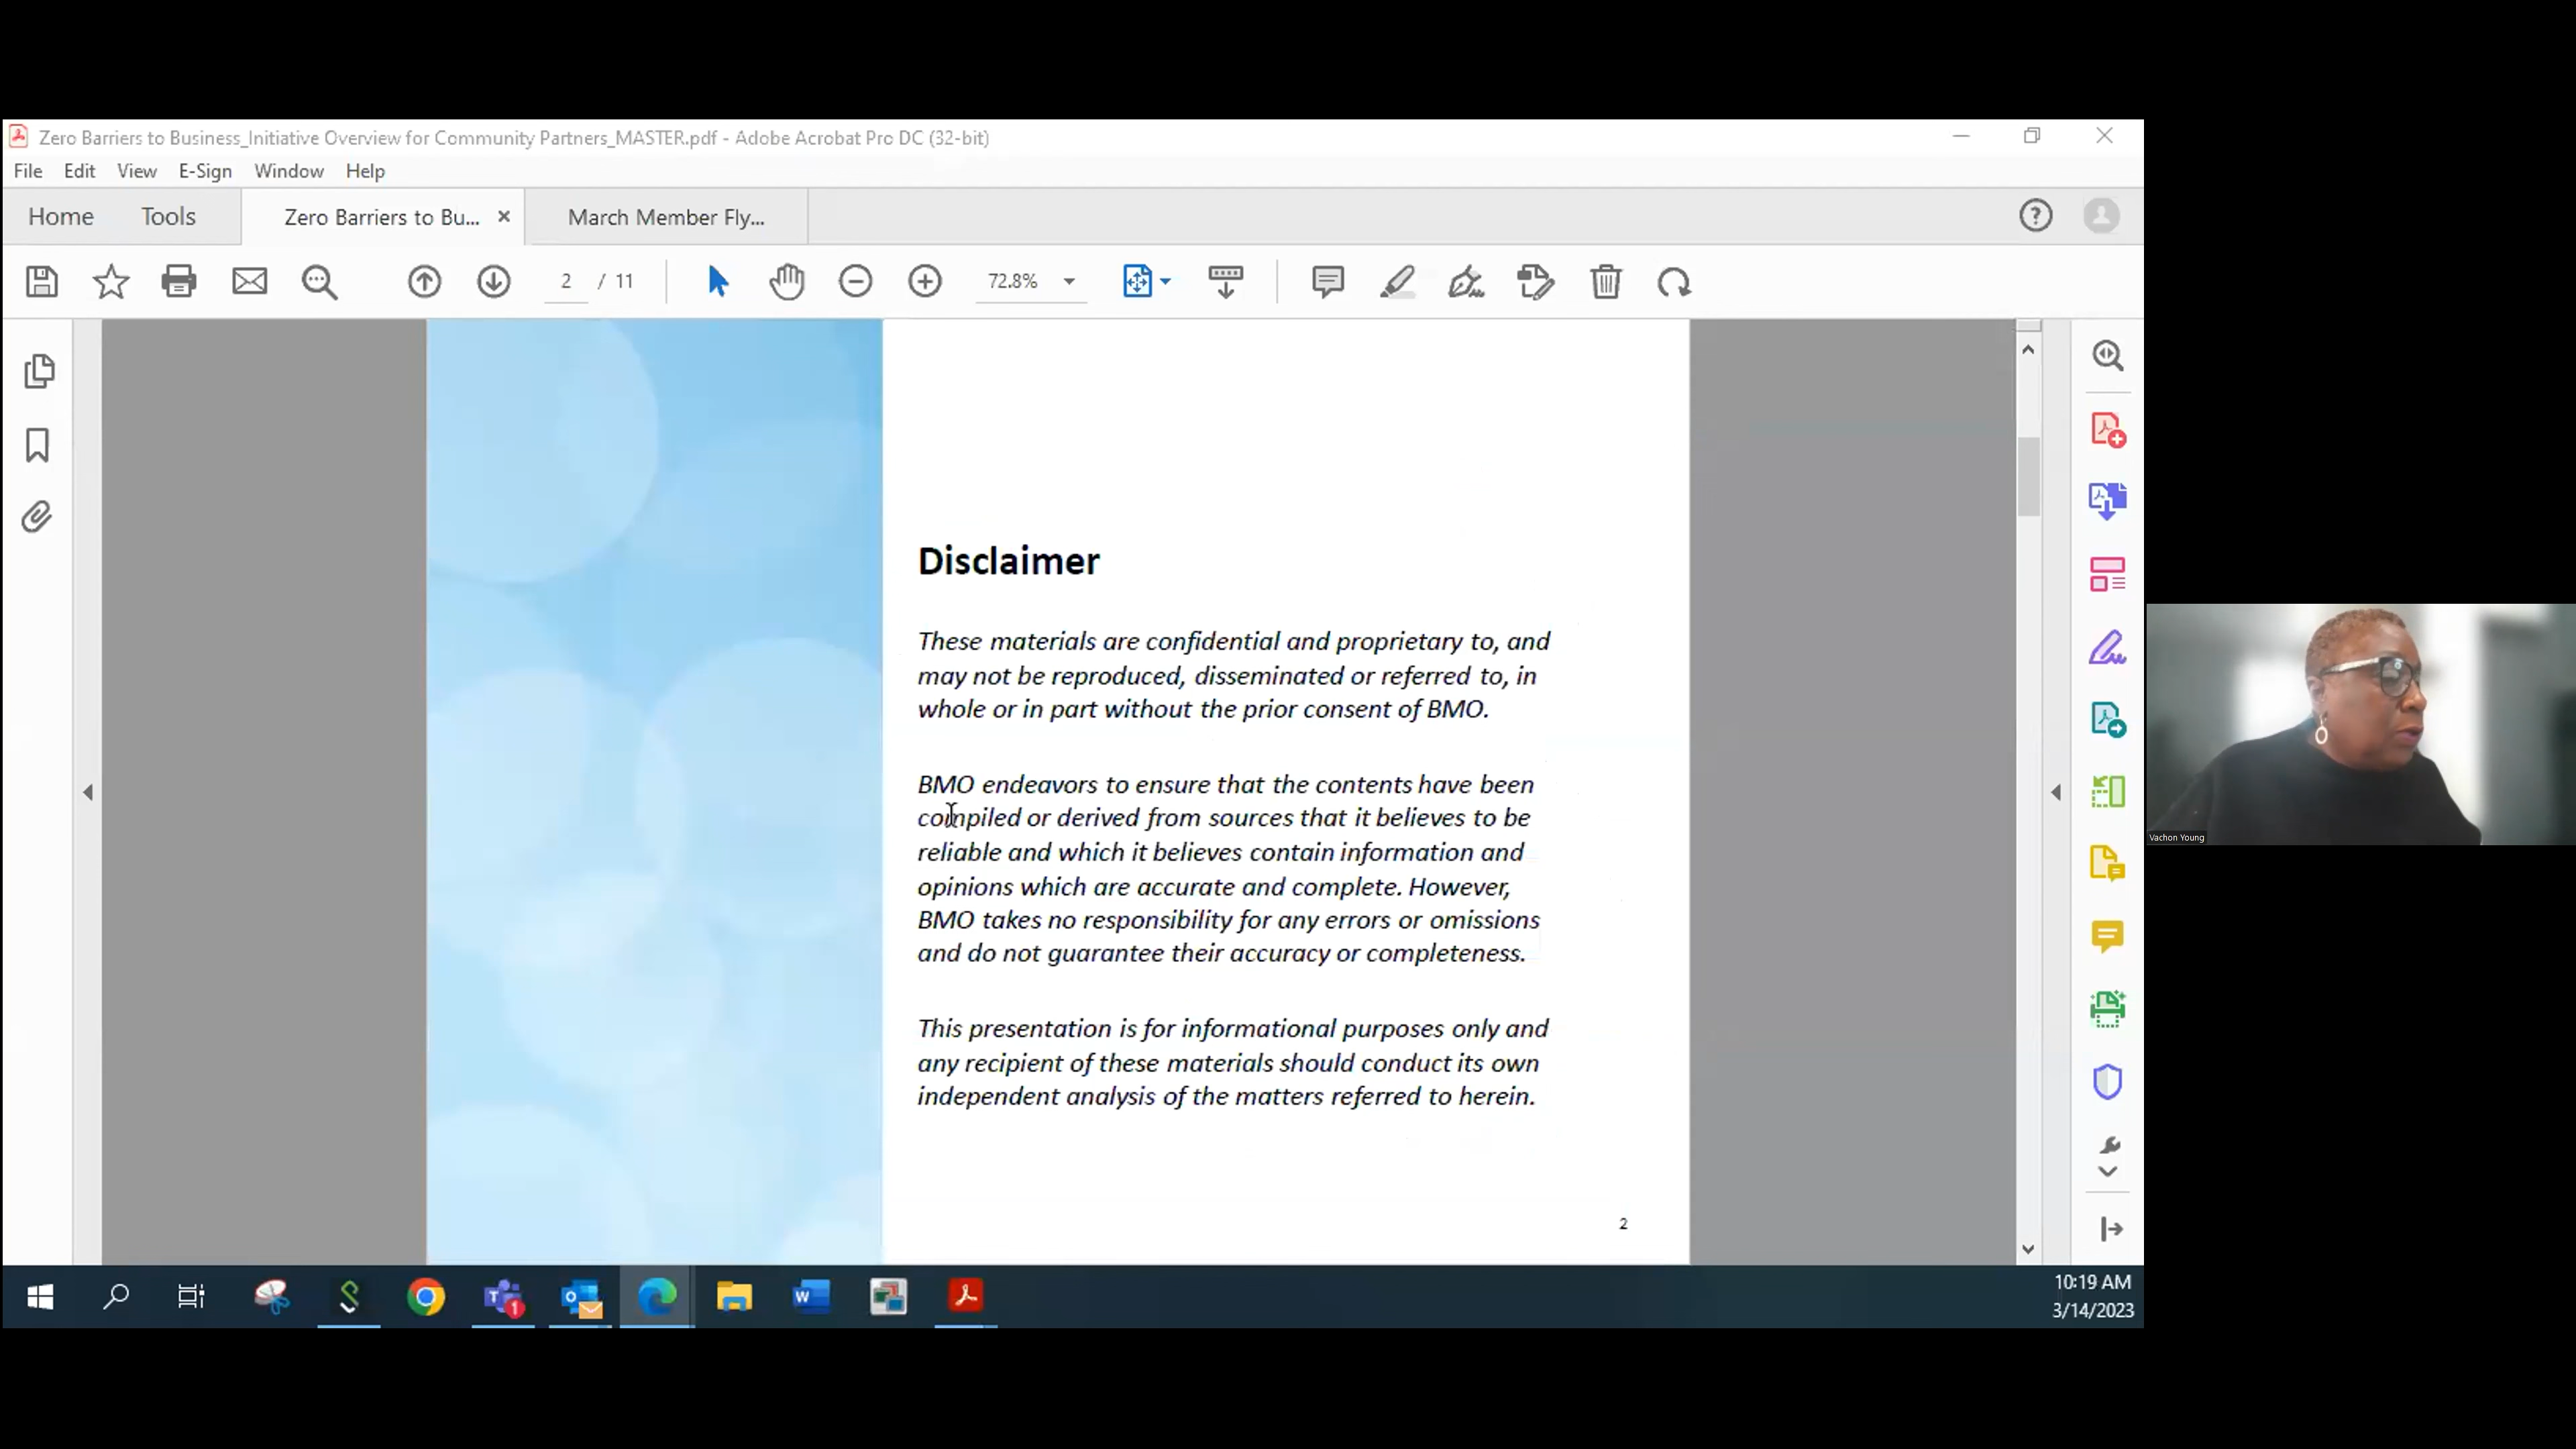 Zero Barriers to Business_Initiative Overview for Community Partners_MASTER.pdf - Adobe Acrobat Pro DC (32-bit)
File Edit View E-Sign Window Help
Home Tools Zero Barriers to Bu... × March Member Fly...
2 / 11 72.8%
Disclaimer
These materials are confidential and proprietary to, and
may not be reproduced, disseminated or referred to, in
whole or in part without the prior consent of BMO.
BMO endeavors to ensure that the contents have been
compiled or derived from sources that it believes to be
reliable and which it believes contain information and
opinions which are accurate and complete. However,
BMO takes no responsibility for any errors or omissions
and do not guarantee their accuracy or completeness.
This presentation is for informational purposes only and
any recipient of these materials should conduct its own
independent analysis of the matters referred to herein.
2
Vachon Young
10:19 AM
3/14/2023